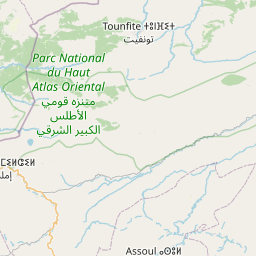 Tounfite ⵜⵓⵏⴼⵉⵜ
تونفيت
Parc National
du Haut
Atlas Oriental
منتزه قومي
الأطلس
الكبير الشرقي
Assoul ⴰⵙⵓⵍ